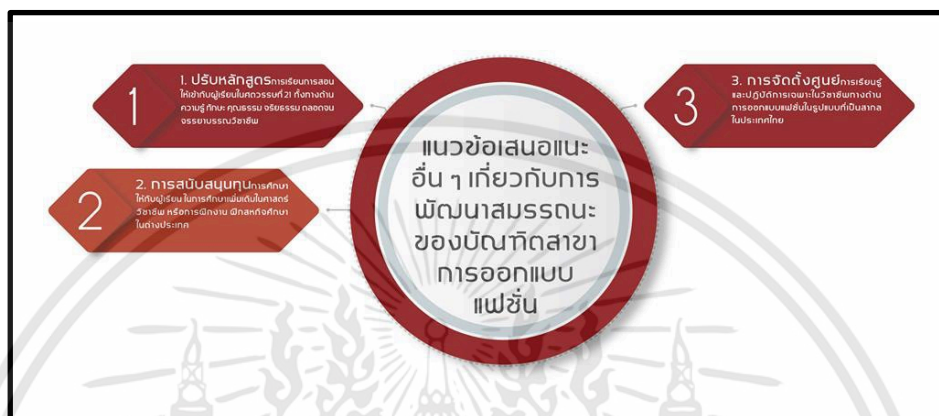 1
1. ปรับหลักสูตรการเรียนการสอน
ให้เข้ากับผู้เรียนในศตวรรษที่ 21 ทั้งทางด้าน
ความรู้ ทักษะ คุณธรรม จริยธรรม ตลอดจน
จรรยาบรรณวิชาชีพ
2
2. การสนับสนุนทุนการศึกษา
ให้กับผู้เรียน ในการศึกษาเพิ่มเติมในศาสตร์
วิชาชีพ หรือการฝึกงาน ฝึกสหกิจศึกษา
ในต่างประเทศ
แนวข้อเสนอแนะ
อื่น ๆ เกี่ยวกับการ
พัฒนาสมรรถนะ
ของบัณฑิตสาขา
การออกแบบ
แฟชั่น
3
3. การจัดตั้งศูนย์การเรียนรู้
และปฏิบัติการเฉพาะในวิชาชีพทางด้าน
การออกแบบแฟชั่นในรูปแบบที่เป็นสากล
ในประเทศไทย